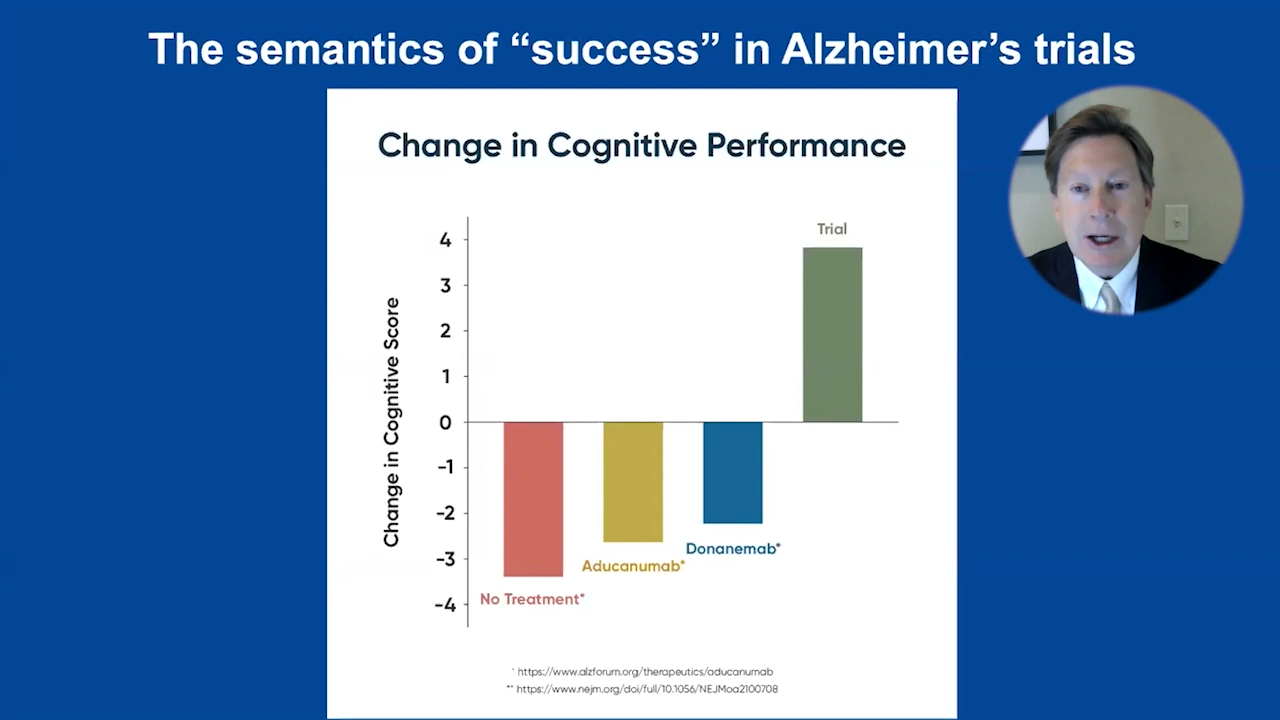 The semantics of “success” in Alzheimer’s trials
Change in Cognitive Performance
Change in Cognitive Score
4
3
2
1
0
-1
-2
-3
-4
Trial
Donanemab*
Aducanumab*
No Treatment*
* https://www.alzforum.org/therapeutics/aducanumab
** https://www.nejm.org/doi/full/10.1056/NEJMoa2100708